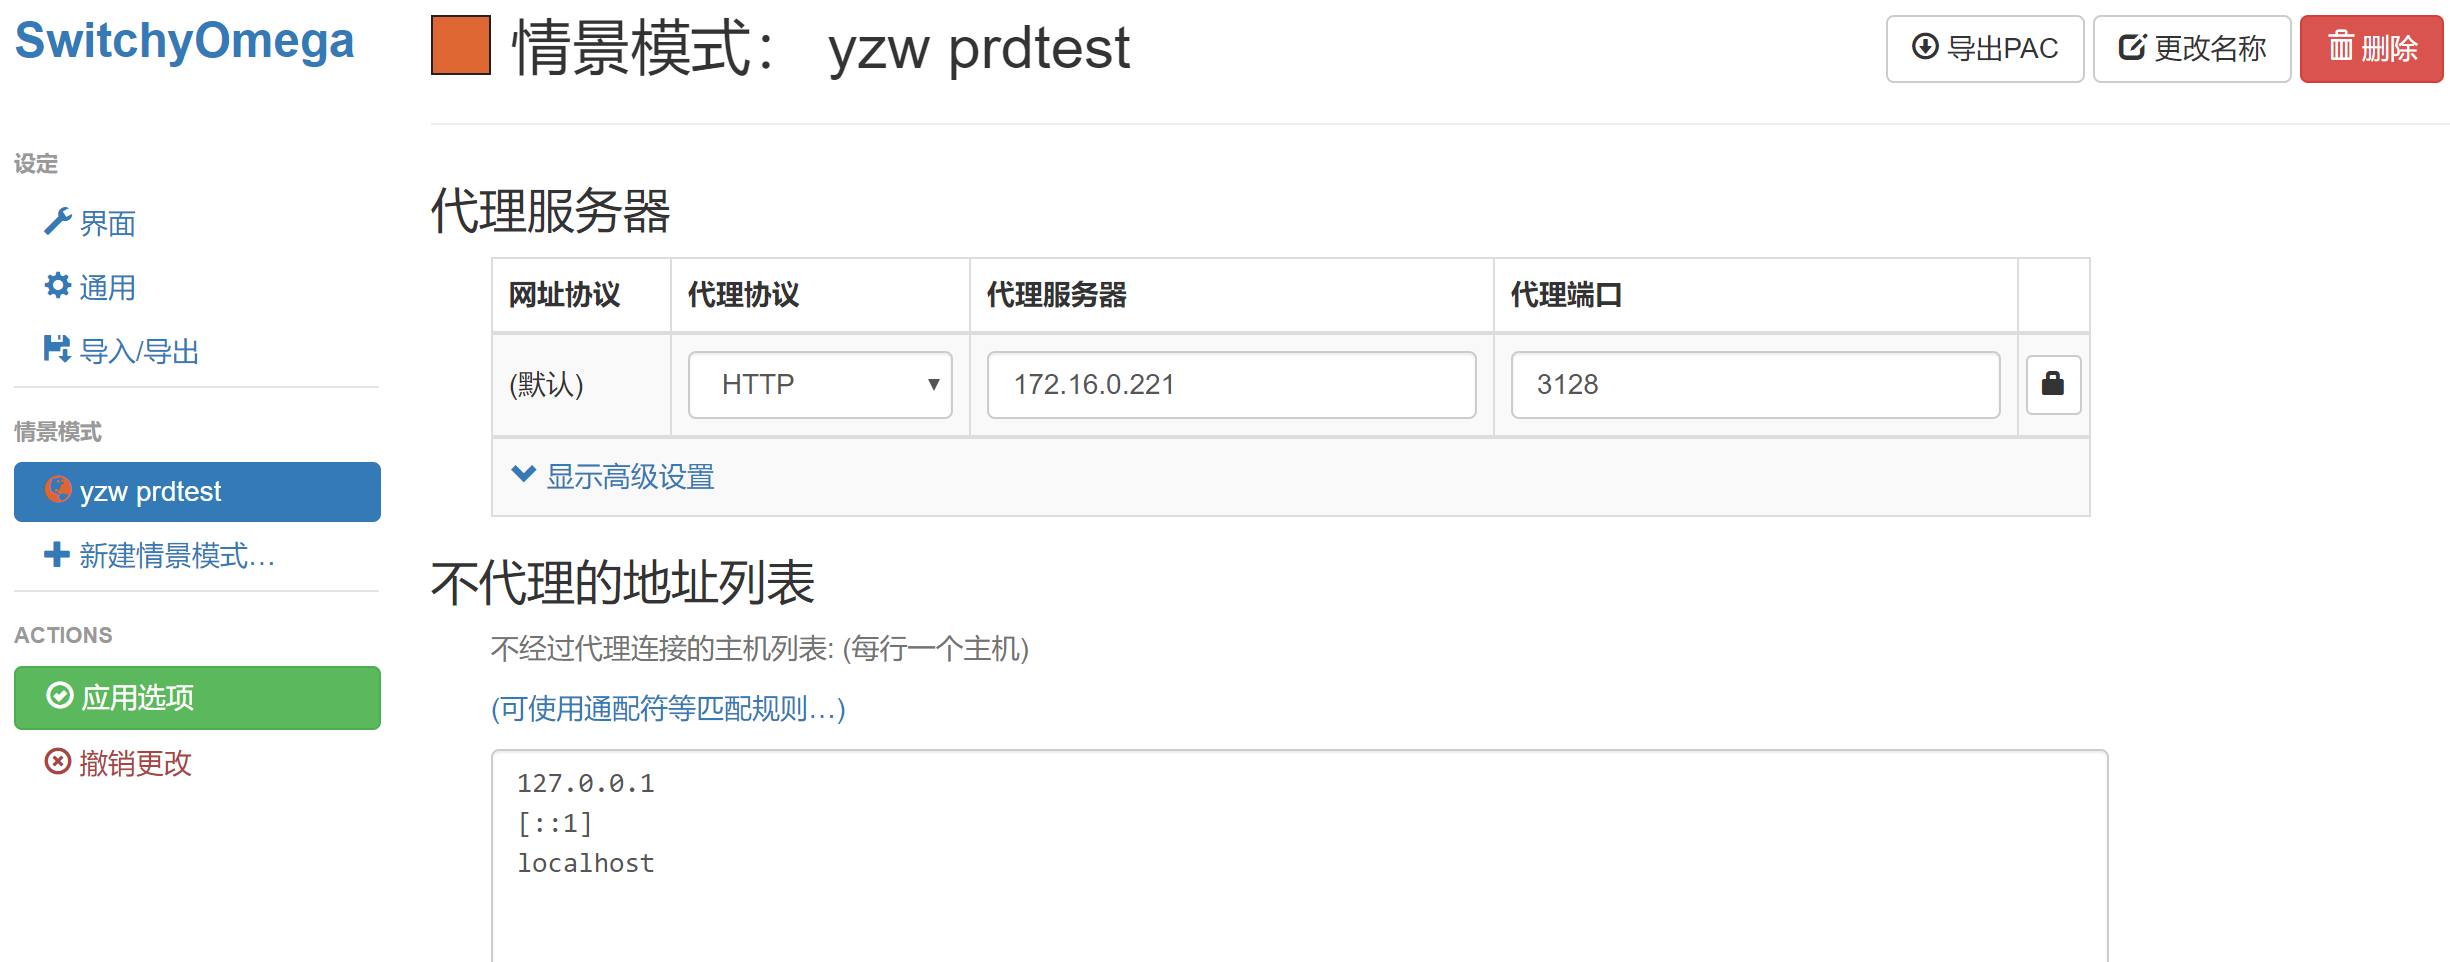 SwitchyOmega
设定
界面
通用
导入/导出
情景模式
yzw prdtest
新建情景模式...
ACTIONS
应用选项
撤销更改
情景模式： yzw prdtest
导出PAC
更改名称
删除
代理服务器
网址协议 代理协议 代理服务器 代理端口
(默认) HTTP 172.16.0.221 3128
显示高级设置
不代理的地址列表
不经过代理连接的主机列表: (每行一个主机)
(可使用通配符等匹配规则...)
127.0.0.1
[::1]
localhost